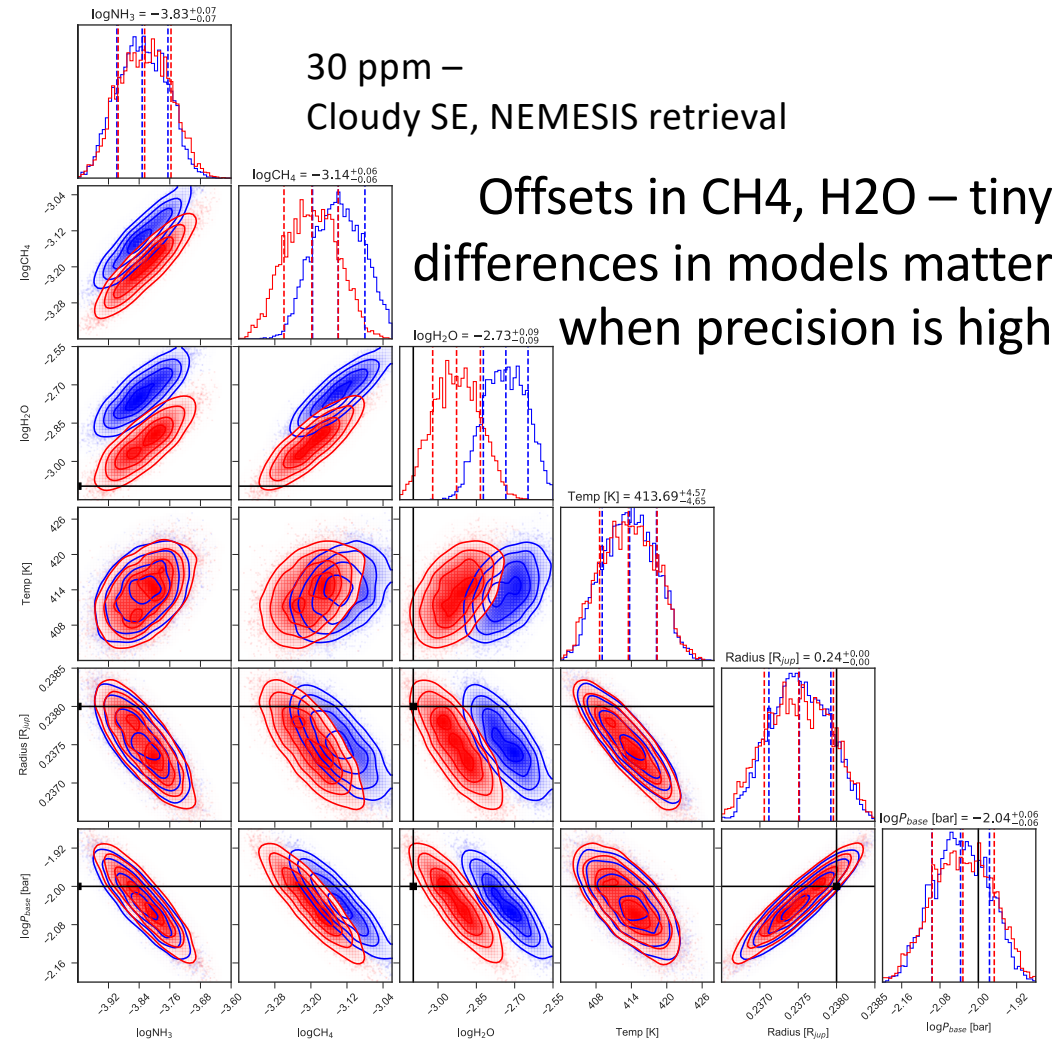 logNH₃ = −3.83 +0.07 −0.07
30 ppm –
Cloudy SE, NEMESIS retrieval
logCH₄ = −3.14 +0.06 −0.06
Offsets in CH4, H2O – tiny
differences in models matter
when precision is high
−3.04
−3.12
−3.20
−3.28
logCH₄
logH₂O = −2.73 +0.09 −0.09
−2.55
−2.70
−2.85
−3.00
logH₂O
Temp [K] = 413.69 +4.57 −4.65
426
420
414
408
Temp [K]
Radius [R_jup] = 0.24 +0.00 −0.00
0.2385
0.2380
0.2375
0.2370
Radius [R_jup]
logP_base [bar] = −2.04 +0.06 −0.06
−1.92
−2.00
−2.08
−2.16
logP_base [bar]
−3.92 −3.84 −3.76 −3.68 −3.60
−3.28 −3.20 −3.12 −3.04
−3.00 −2.85 −2.70 −2.55
408 414 420 426
0.2370 0.2375 0.2380 0.2385
−2.16 −2.08 −2.00 −1.92
logNH₃ logCH₄ logH₂O Temp [K] Radius [R_jup] logP_base [bar]